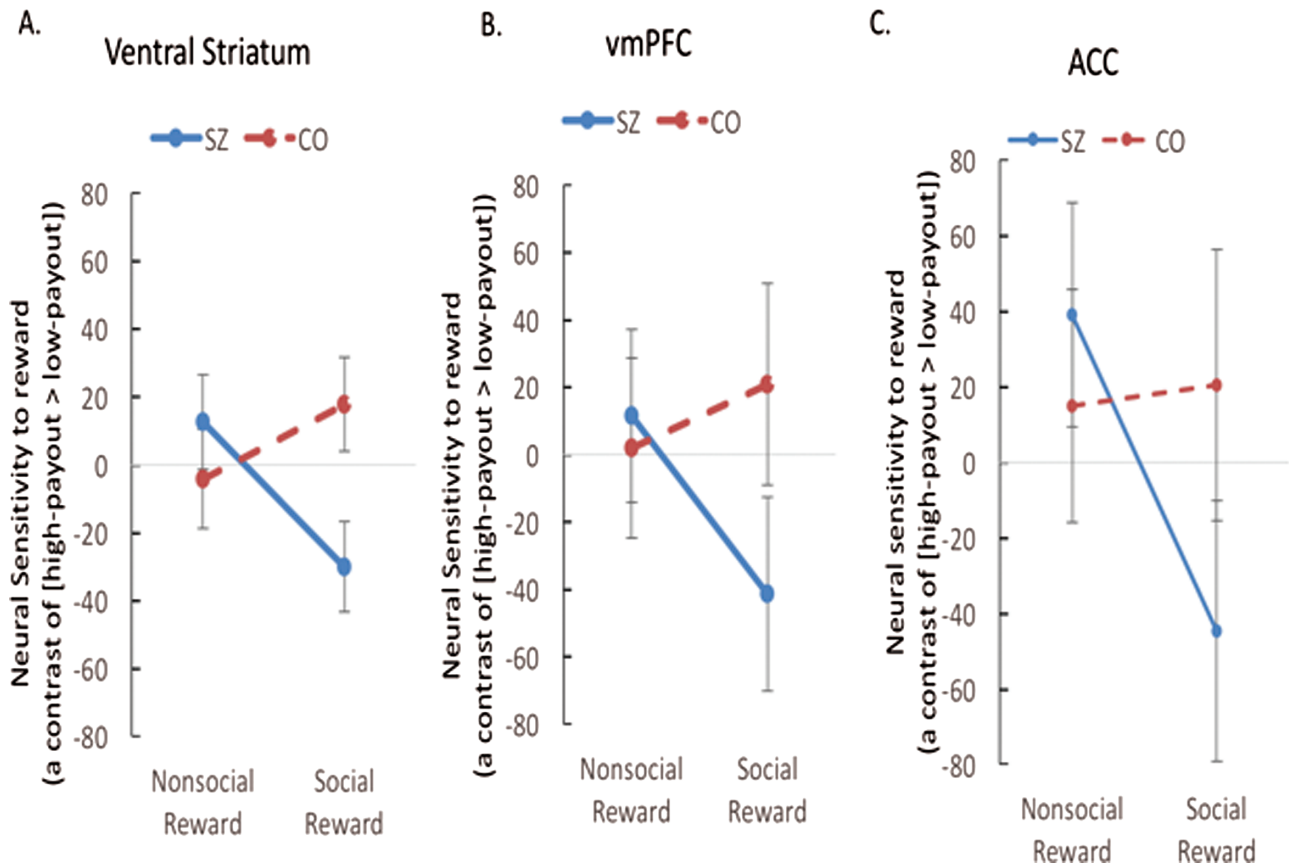 A.
Ventral Striatum
SZ CO
Neural Sensitivity to reward
(a contrast of [high-payout > low-payout])
80
60
40
20
0
-20
-40
-60
-80
Nonsocial
Reward
Social
Reward
B.
vmPFC
SZ CO
Neural Sensitivity to reward
(a contrast of [high-payout > low-payout])
80
60
40
20
0
-20
-40
-60
-80
Nonsocial
Reward
Social
Reward
C.
ACC
SZ CO
Neural sensitivity to reward
(a contrast of [high-payout > low-payout])
80
60
40
20
0
-20
-40
-60
-80
Nonsocial
Reward
Social
Reward